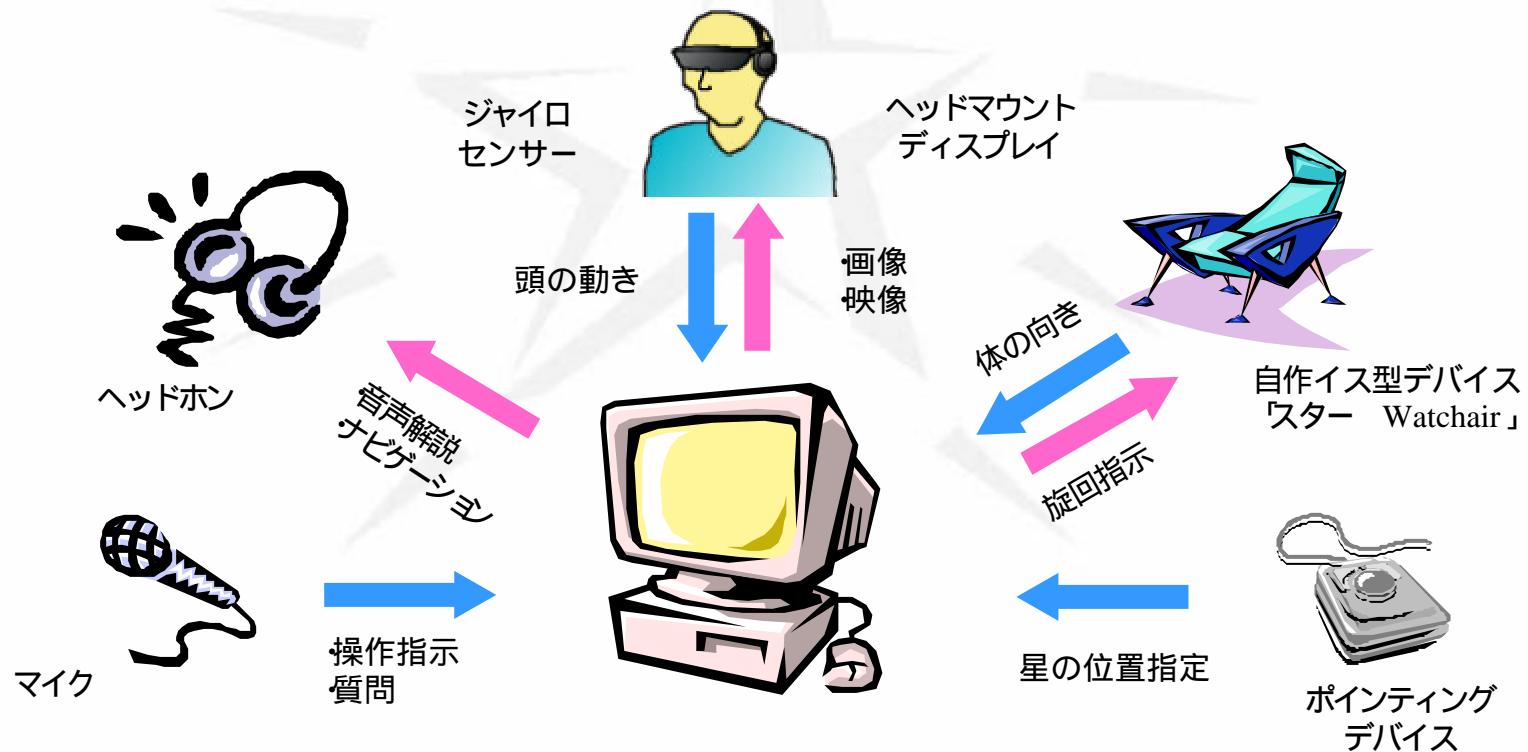 ジャイロ
センサー
ヘッドマウント
ディスプレイ
頭の動き
・画像
・映像
ヘッドホン
・音声解説
・ナビゲーション
体の向き
旋回指示
自作イス型デバイス
「スター Watchair」
マイク
・操作指示
・質問
星の位置指定
ポインティング
デバイス